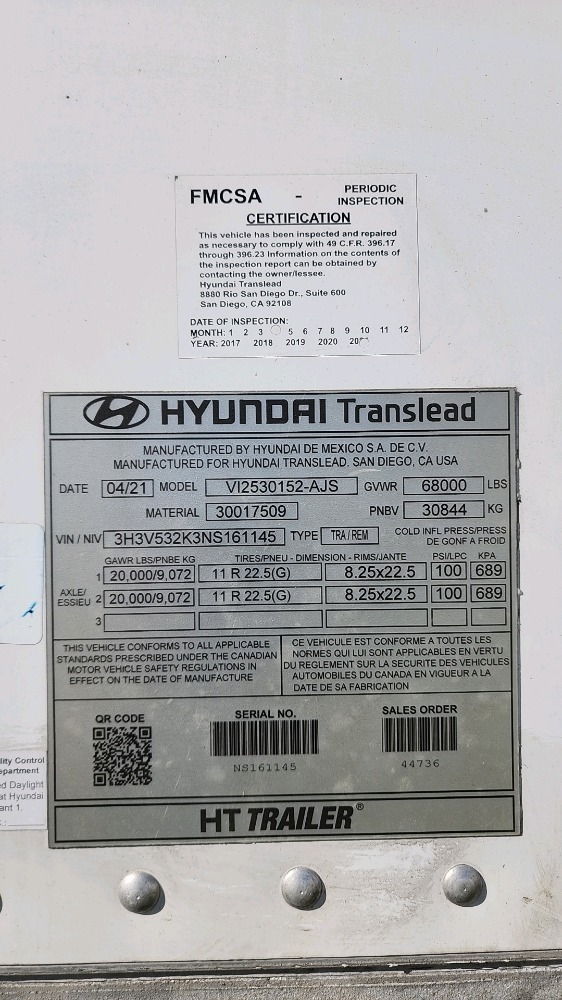 FMCSA - PERIODIC INSPECTION
CERTIFICATION
This vehicle has been inspected and repaired
as necessary to comply with 49 C.F.R. 396.17
through 396.23 Information on the contents of
the inspection report can be obtained by
contacting the owner/lessee.
Hyundai Translead
8880 Rio San Diego Dr., Suite 600
San Diego, CA 92108
DATE OF INSPECTION:
MONTH: 1 2 3 5 6 7 8 9 10 11 12
YEAR: 2017 2018 2019 2020
HYUNDAI Translead
MANUFACTURED BY HYUNDAI DE MEXICO S.A. DE C.V.
MANUFACTURED FOR HYUNDAI TRANSLEAD. SAN DIEGO, CA USA
DATE 04/21 MODEL VI2530152-AJS GVWR 68000 LBS
MATERIAL 30017509 PNBV 30844 KG
VIN / NIV 3H3V532K3NS161145 TYPE TRA / REM COLD INFL PRESS/PRESS
DE GONF A FROID
GAWR LBS/PNBE KG TIRES/PNEU - DIMENSION - RIMS/JANTE PSI/LPC KPA
1 20,000/9,072 11 R 22.5(G) 8.25x22.5 100 689
AXLE/
ESSIEU 2 20,000/9,072 11 R 22.5(G) 8.25x22.5 100 689
3
THIS VEHICLE CONFORMS TO ALL APPLICABLE
STANDARDS PRESCRIBED UNDER THE CANADIAN
MOTOR VEHICLE SAFETY REGULATIONS IN
EFFECT ON THE DATE OF MANUFACTURE
CE VEHICULE EST CONFORME A TOUTES LES
NORMES QUI LUI SONT APPLICABLES EN VERTU
DU REGLEMENT SUR LA SECURITE DES VEHICULES
AUTOMOBILES DU CANADA EN VIGUEUR A LA
DATE DE SA FABRICATION
QR CODE SERIAL NO. SALES ORDER
NS161145 44736
HT TRAILER®
lity Control
epartment
ed Daylight
at Hyundai
ant 1.